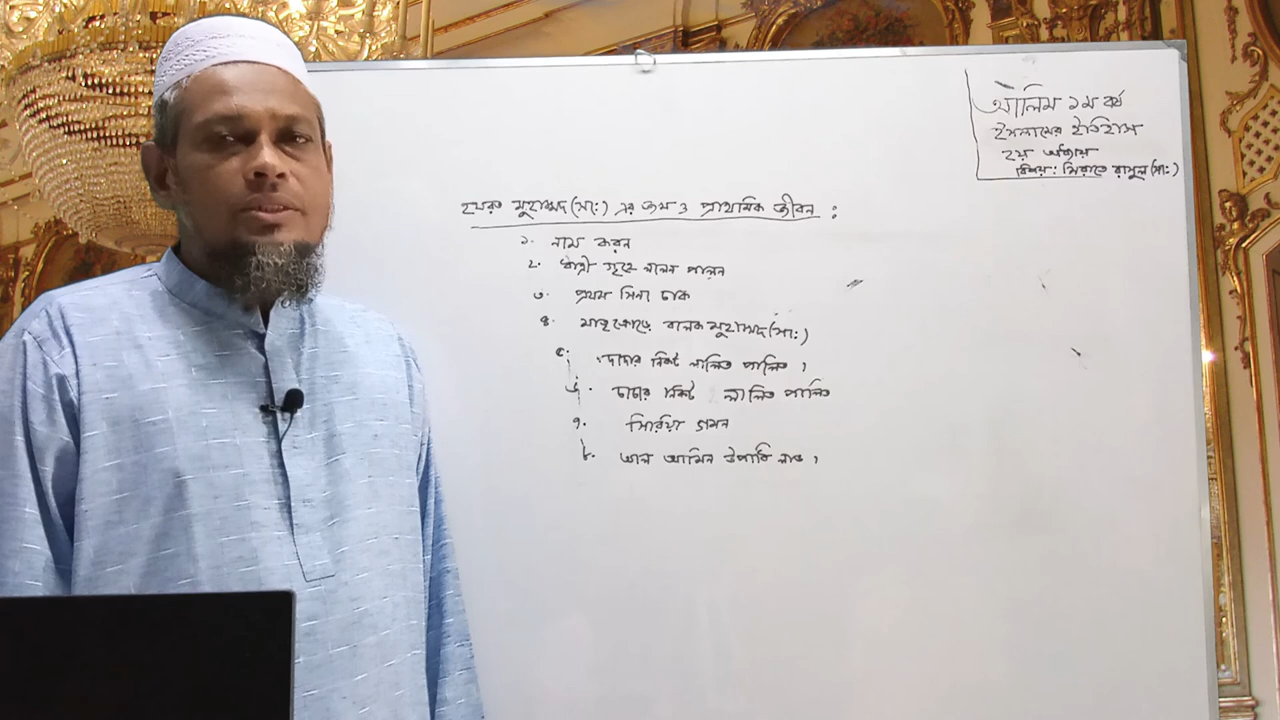 আলিম ১ম বর্ষ
ইসলামের ইতিহাস
২য় অধ্যায়
বিষয়: সিরাতে রাসুল (সা:)
হযরত মুহাম্মদ (সা:) এর জন্ম ও প্রাথমিক জীবন :
১. নাম করন
২. ধাত্রী গৃহে লালন পালন
৩. প্রথম সিনা চাক
৪. মাতৃক্রোড়ে বালক মুহাম্মদ (সা:)
৫. দাদার নিকট লালিত পালিত ,
৬. চাচার নিকট লালিত পালিত
৭. সিরিয়া গমন
৮. আল আমিন উপাধি লাভ ,